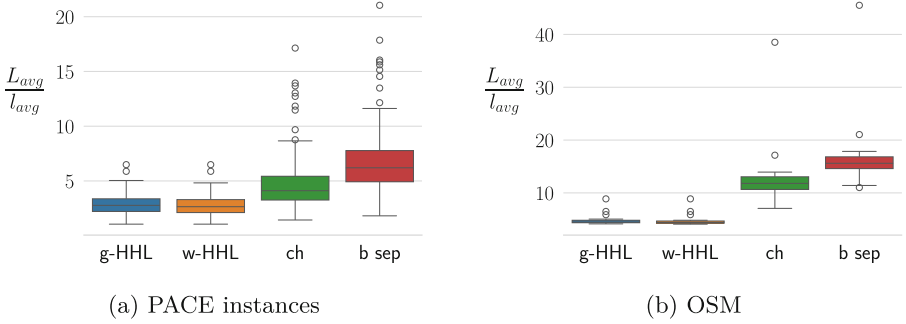 20
15
10
5
L_avg
l_avg
g-HHL w-HHL ch b sep
(a) PACE instances
40
30
20
10
L_avg
l_avg
g-HHL w-HHL ch b sep
(b) OSM